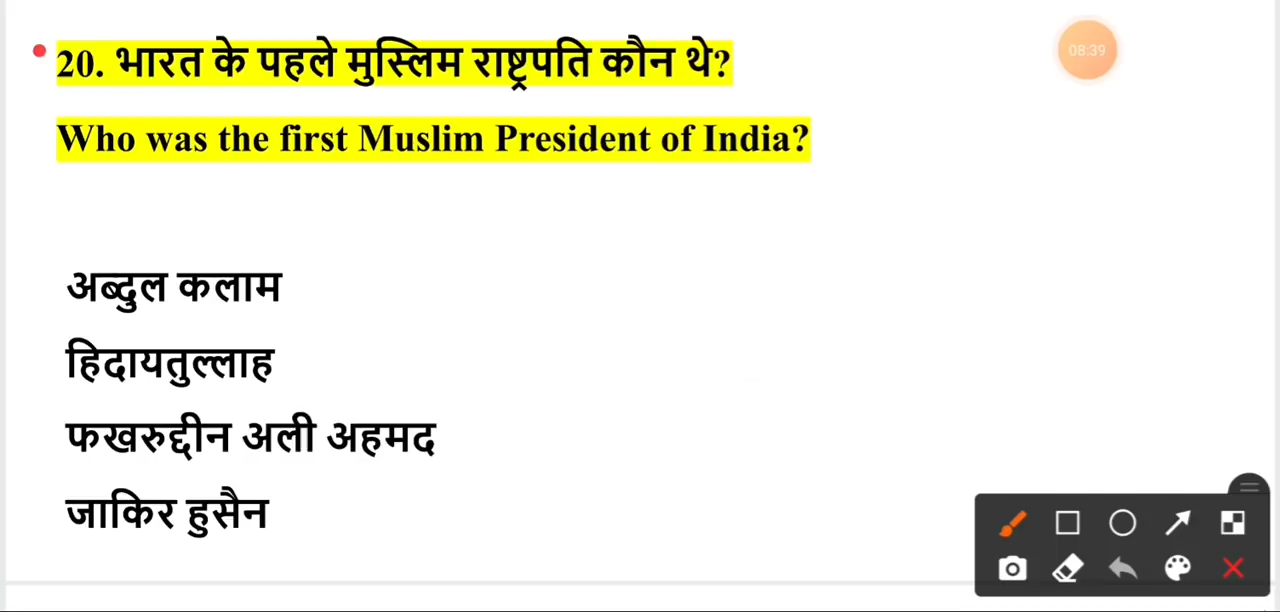 20. भारत के पहले मुस्लिम राष्ट्रपति कौन थे?
08:39
Who was the first Muslim President of India?
अब्दुल कलाम
हिदायतुल्लाह
फखरुद्दीन अली अहमद
जाकिर हुसैन